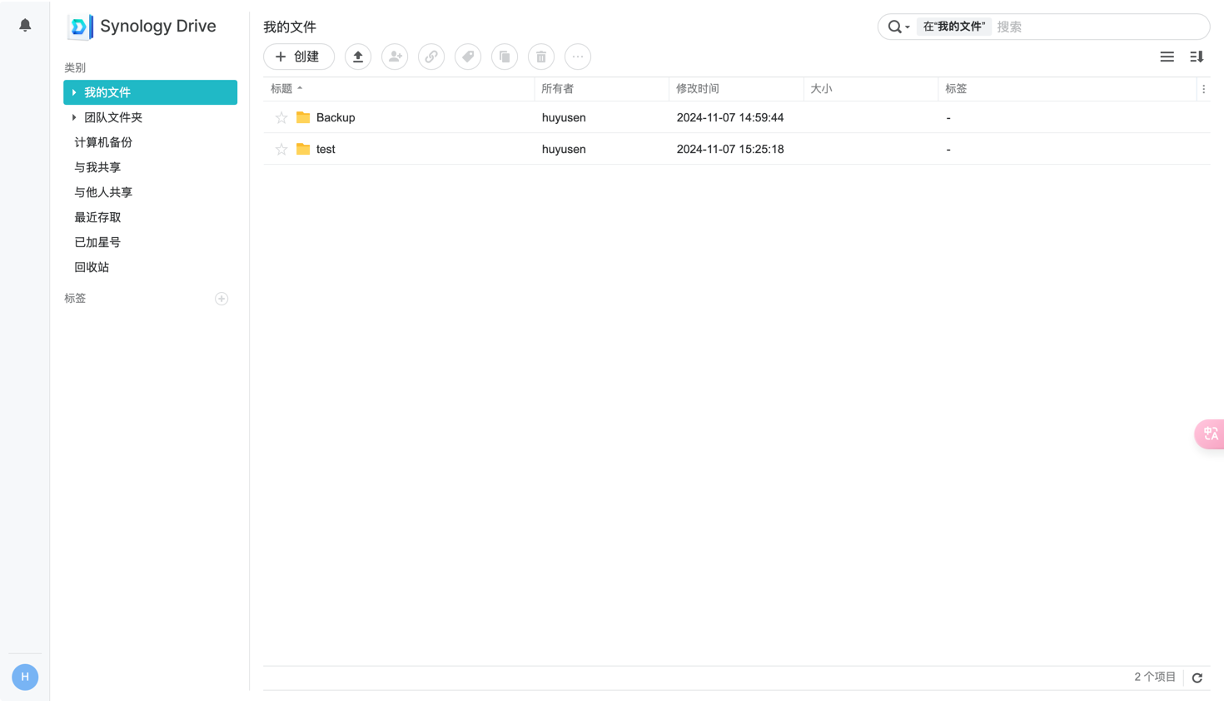 Synology Drive
类别
我的文件
团队文件夹
计算机备份
与我共享
与他人共享
最近存取
已加星号
回收站
标签
H
我的文件
在“我的文件” 搜索
创建
标题 所有者 修改时间 大小 标签
Backup huyusen 2024-11-07 14:59:44 -
test huyusen 2024-11-07 15:25:18 -
中 A
2 个项目